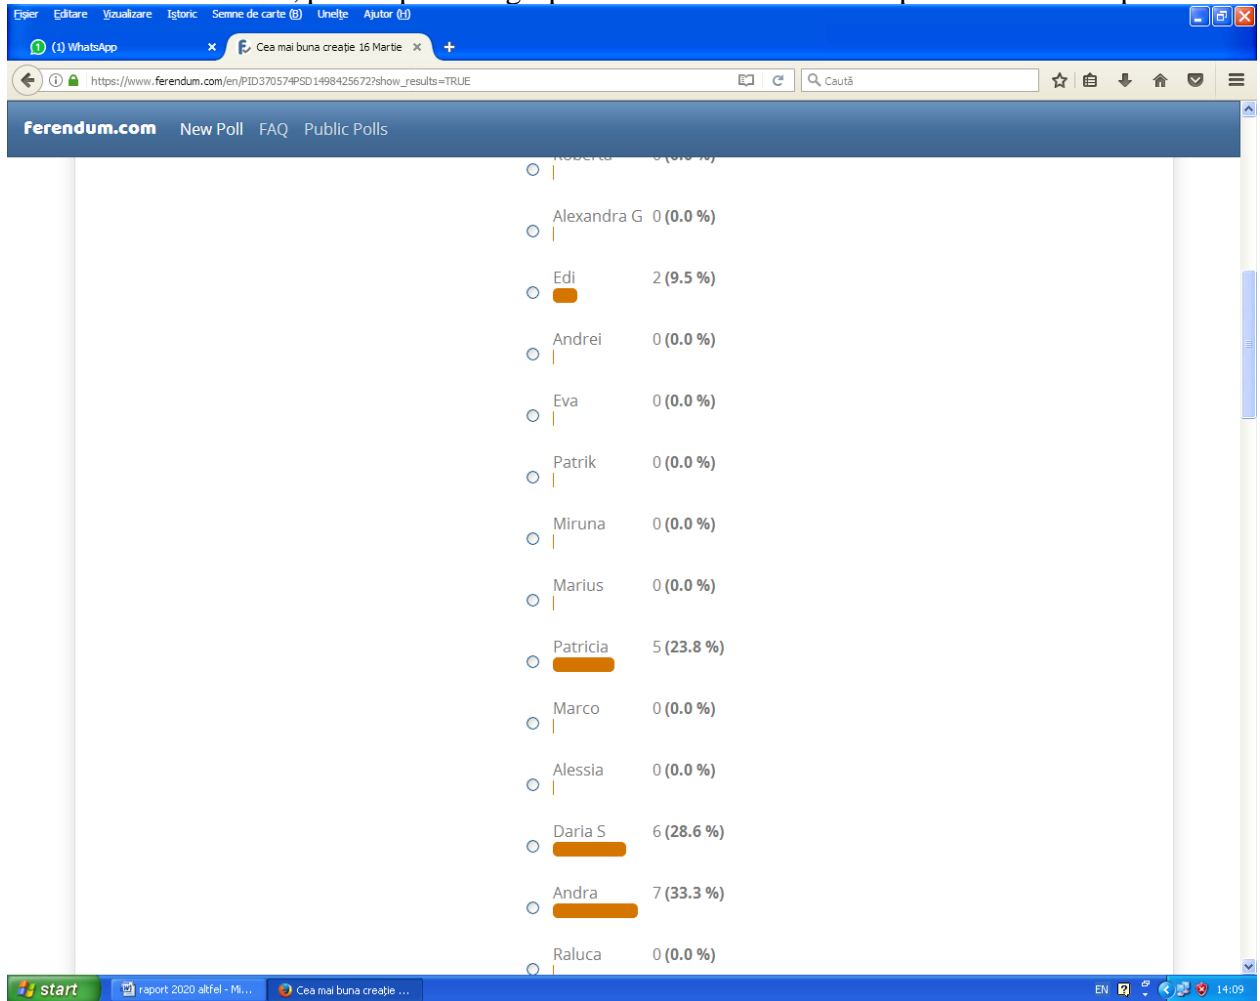 Fișier Editare Vizualizare Istoric Semne de carte (B) Unelte Ajutor (H)
(1) WhatsApp × Cea mai buna creație 16 Martie × +
https://www.ferendum.com/en/PID370574PSD1498425672?show_results=TRUE Caută
ferendum.com New Poll FAQ Public Polls
Alexandra G 0 (0.0 %)
Edi 2 (9.5 %)
Andrei 0 (0.0 %)
Eva 0 (0.0 %)
Patrik 0 (0.0 %)
Miruna 0 (0.0 %)
Marius 0 (0.0 %)
Patricia 5 (23.8 %)
Marco 0 (0.0 %)
Alessia 0 (0.0 %)
Daria S 6 (28.6 %)
Andra 7 (33.3 %)
Raluca 0 (0.0 %)
start raport 2020 altfel - Mi... Cea mai buna creație ... EN 14:09